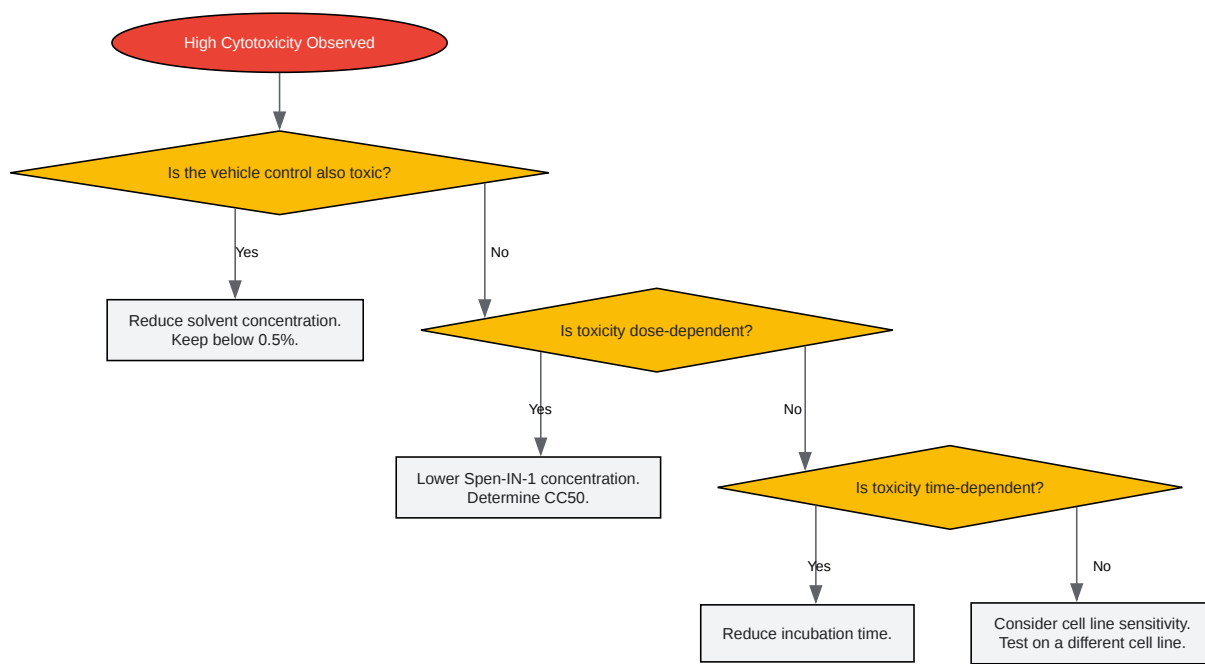 High Cytotoxicity Observed
Is the vehicle control also toxic?
Yes
No
Reduce solvent concentration.
Keep below 0.5%.
Is toxicity dose-dependent?
Yes
No
Lower Spen-IN-1 concentration.
Determine CC50.
Is toxicity time-dependent?
Yes
No
Reduce incubation time.
Consider cell line sensitivity.
Test on a different cell line.